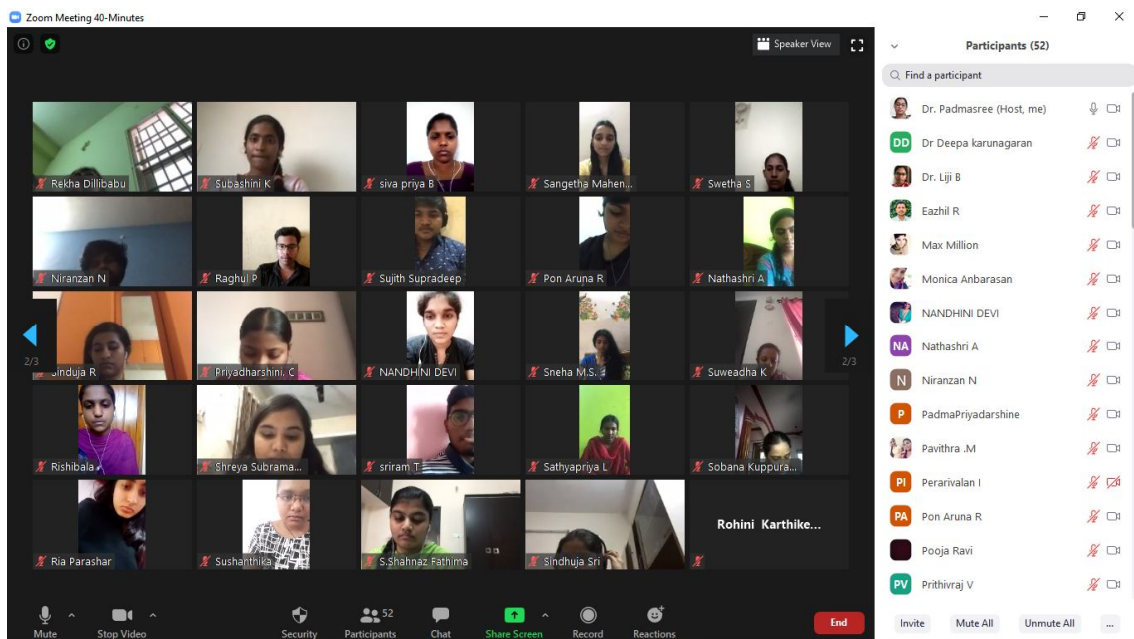 Zoom Meeting 40-Minutes
Speaker View
Rekha Dillibabu
Subashini K
siva priya B
Sangetha Mahen...
Swetha S
Niranzan N
Raghul P
Sujith Supradeep
Pon Aruna R
Nathashri A
2/3
Sinduja R
Priyadharshini. C
NANDHINI DEVI
Sneha M.S.
Suweadha K
2/3
Rishibala
Shreya Subrama...
sriram T
Sathyapriya L
Sobana Kuppura...
Ria Parashar
Sushanthika
S.Shahnaz Fathima
Sindhuja Sri
Rohini Karthike...
Mute
Stop Video
Security
52
Participants
Chat
Share Screen
Record
Reactions
End
Participants (52)
Find a participant
Dr. Padmasree (Host, me)
DD Dr Deepa karunagaran
Dr. Liji B
Eazhil R
Max Million
Monica Anbarasan
NANDHINI DEVI
NA Nathashri A
N Niranzan N
P PadmaPriyadarshine
Pavithra .M
PI Perarivalan I
PA Pon Aruna R
Pooja Ravi
PV Prithivraj V
Invite Mute All Unmute All ...